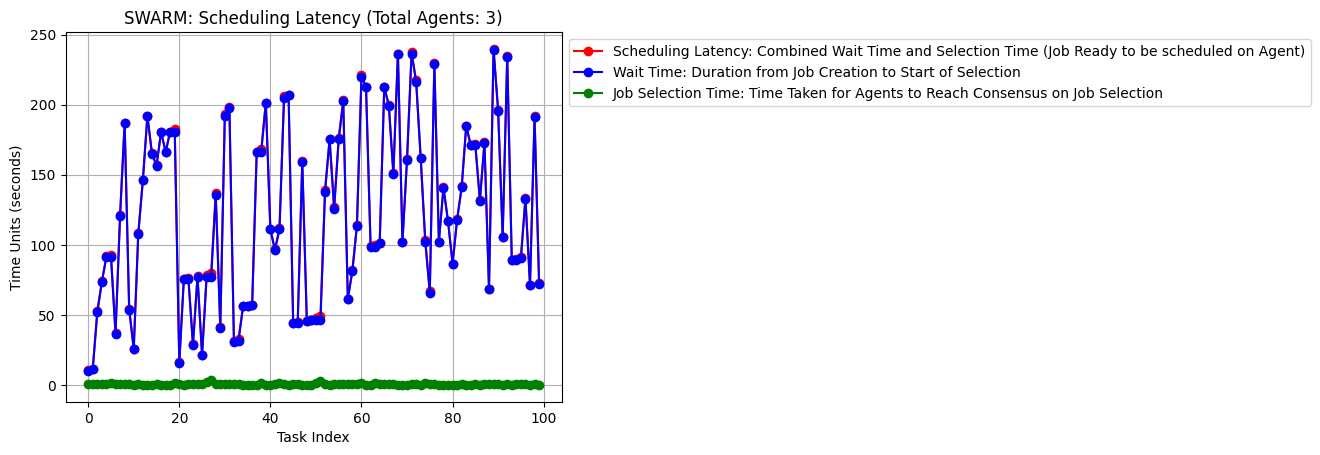 SWARM: Scheduling Latency (Total Agents: 3)
250
200
150
100
50
0
Time Units (seconds)
0 20 40 60 80 100
Task Index
Scheduling Latency: Combined Wait Time and Selection Time (Job Ready to be scheduled on Agent)
Wait Time: Duration from Job Creation to Start of Selection
Job Selection Time: Time Taken for Agents to Reach Consensus on Job Selection